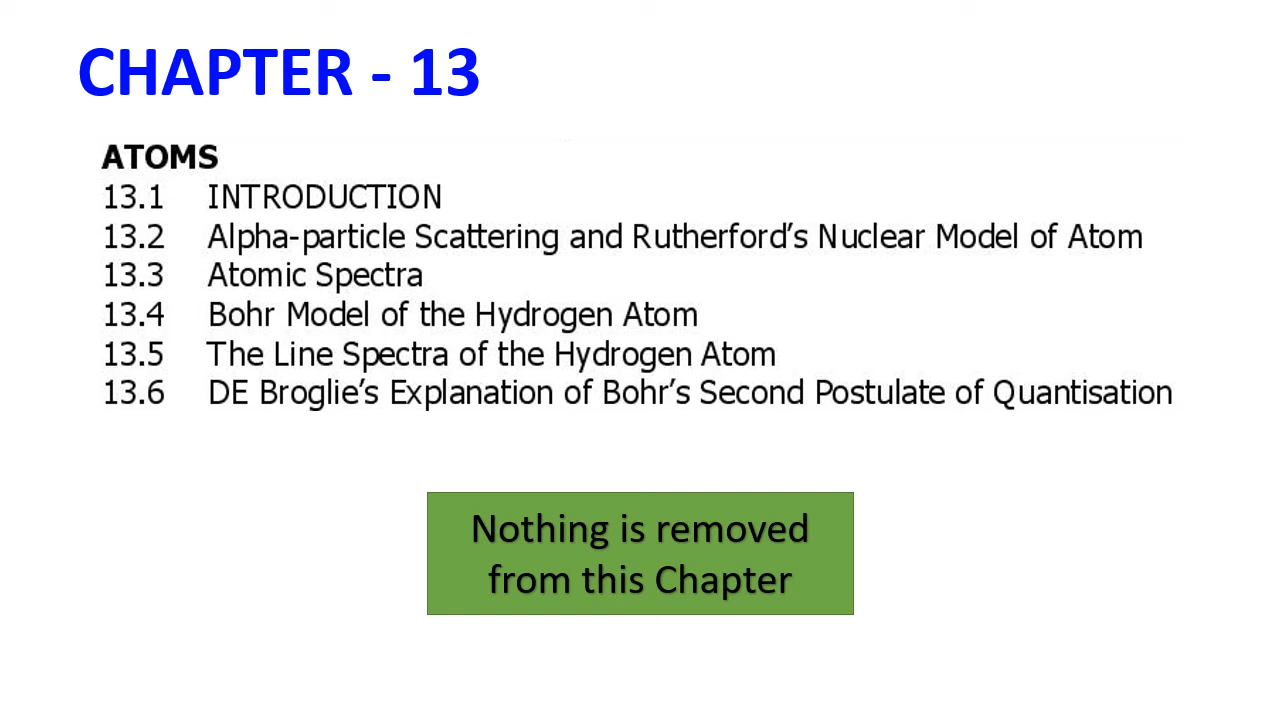 CHAPTER - 13
ATOMS
13.1 INTRODUCTION
13.2 Alpha-particle Scattering and Rutherford’s Nuclear Model of Atom
13.3 Atomic Spectra
13.4 Bohr Model of the Hydrogen Atom
13.5 The Line Spectra of the Hydrogen Atom
13.6 DE Broglie’s Explanation of Bohr’s Second Postulate of Quantisation
Nothing is removed
from this Chapter